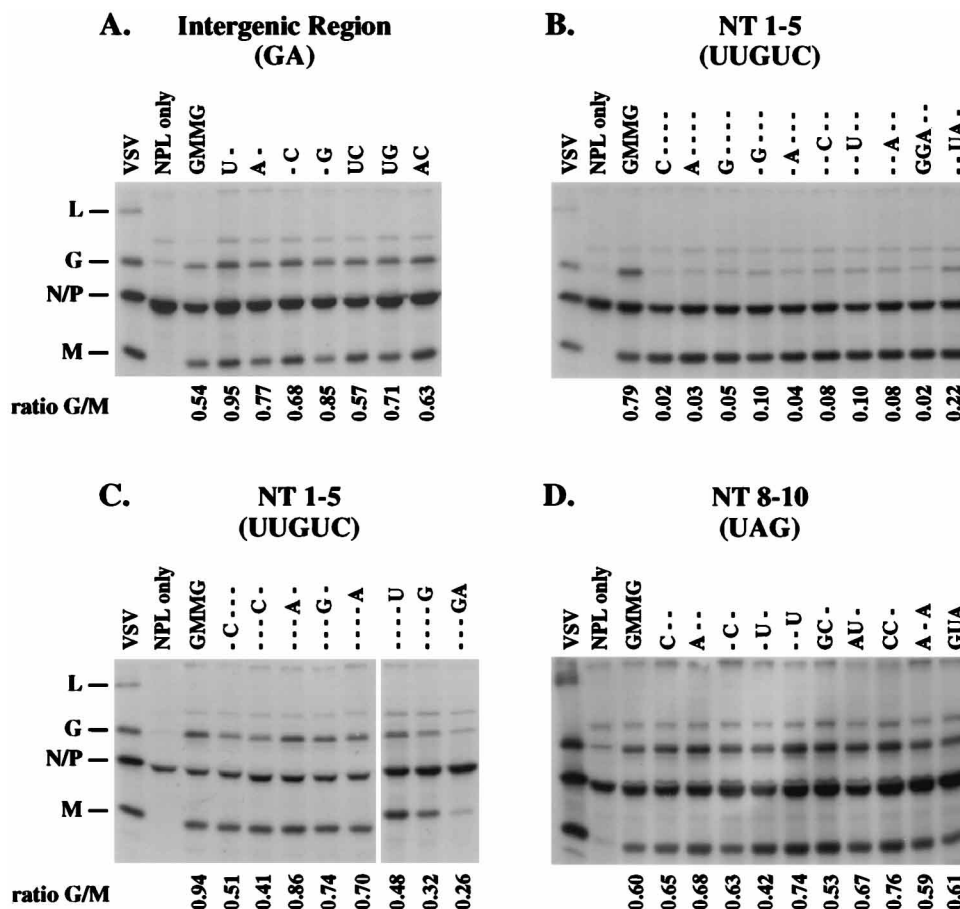 A. Intergenic Region
(GA)
VSV NPL only GMMG U - A - - C - G UC UG AC
L
G
N/P
M
ratio G/M 0.54 0.95 0.77 0.68 0.85 0.57 0.71 0.63
B. NT 1-5
(UUGUC)
VSV NPL only GMMG C - - - - A - - - - G - - - - - G - - - - A - - - - - C - - - - U - - - - A - - GGA - - - - UA -
0.79 0.02 0.03 0.05 0.10 0.04 0.08 0.10 0.08 0.02 0.22
C. NT 1-5
(UUGUC)
VSV NPL only GMMG - C - - - - - - C - - - - A - - - - G - - - - - A - - - - U - - - - G - - - GA
L
G
N/P
M
ratio G/M 0.94 0.51 0.41 0.86 0.74 0.70 0.48 0.32 0.26
D. NT 8-10
(UAG)
VSV NPL only GMMG C - - A - - - C - - U - - - U GC - AU - CC - A - A GUA
0.60 0.65 0.68 0.63 0.42 0.74 0.53 0.67 0.76 0.59 0.61